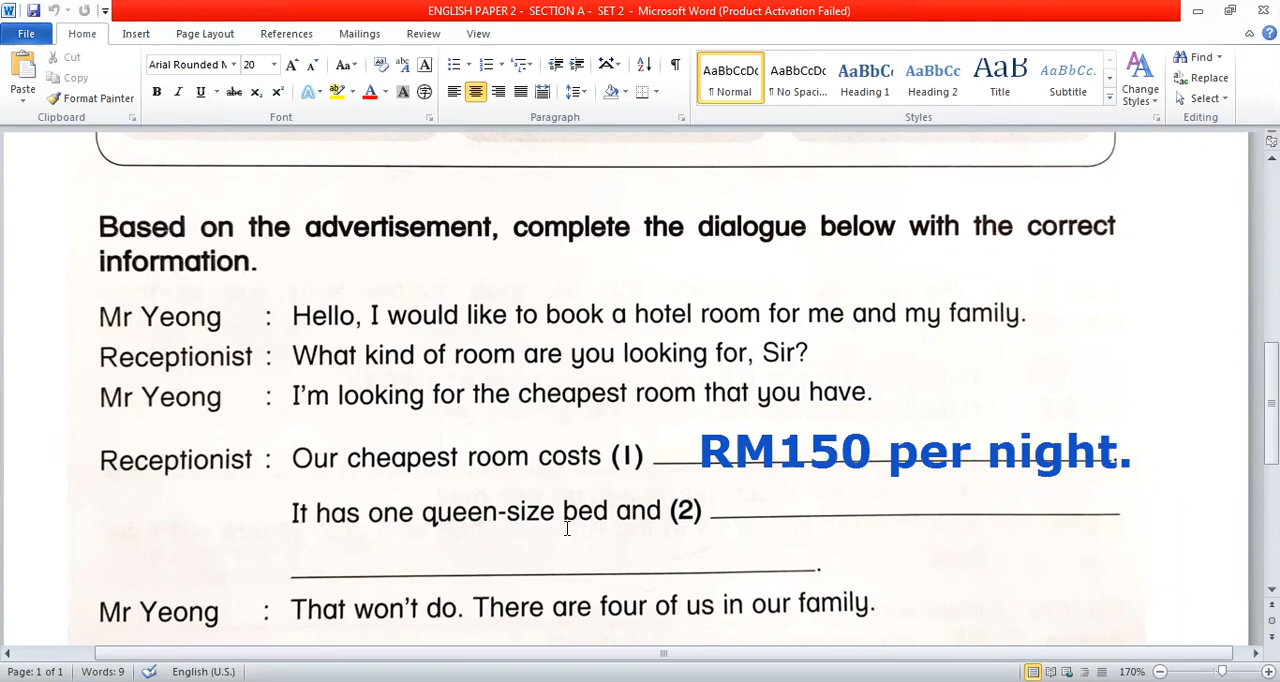 ENGLISH PAPER 2 - SECTION A - SET 2 - Microsoft Word (Product Activation Failed)
File Home Insert Page Layout References Mailings Review View
Cut
Copy
Format Painter
Paste
Clipboard
Arial Rounded M 20
Font
Paragraph
AaBbCcDc AaBbCcDc AaBbCc AaBbCc AaB AaBbCc.
¶ Normal ¶ No Spaci... Heading 1 Heading 2 Title Subtitle
Change
Styles
Styles
Find
Replace
Select
Editing
Based on the advertisement, complete the dialogue below with the correct
information.
Mr Yeong : Hello, I would like to book a hotel room for me and my family.
Receptionist : What kind of room are you looking for, Sir?
Mr Yeong : I'm looking for the cheapest room that you have.
Receptionist : Our cheapest room costs (1) RM150 per night.
It has one queen-size bed and (2)
.
Mr Yeong : That won't do. There are four of us in our family.
Page: 1 of 1 Words: 9 English (U.S.) 170%